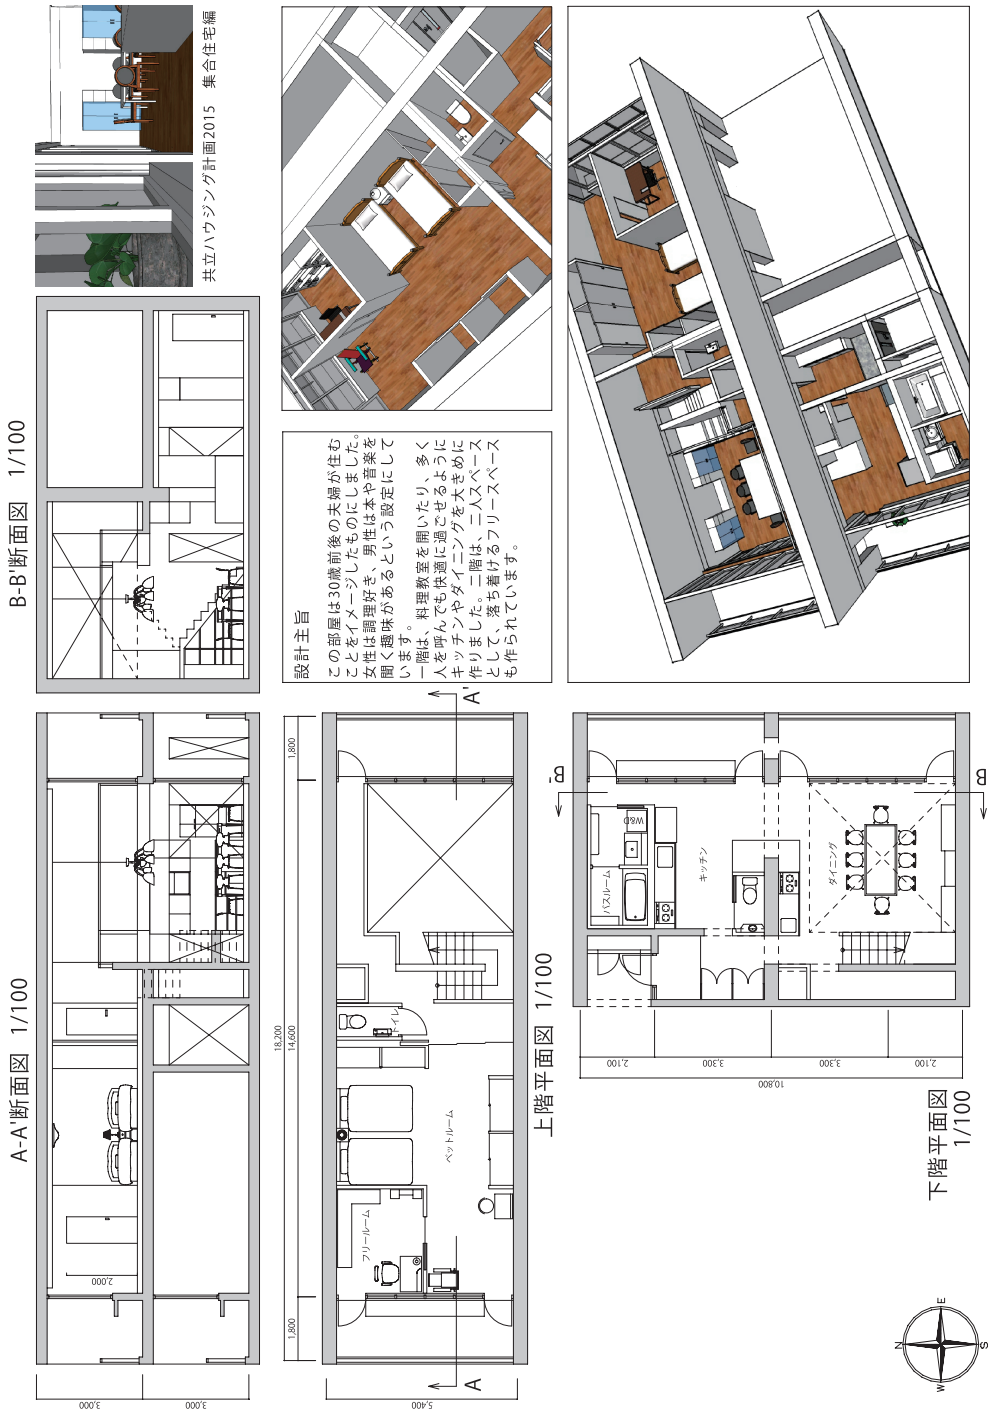 共立ハウジング計画2015　集合住宅編
A-A'断面図　1/100
3,000
3,000
2,000
B-B'断面図　1/100
設計主旨
この部屋は30歳前後の夫婦が住む
ことをイメージしたものにしました。
女性は調理好き、男性は本や音楽を
聞く趣味があるという設定にして
います。
一階は、料理教室を開いたり、多く
人を呼んでも快適に過ごせるように
キッチンやダイニングを大きめに
作りました。二階は、二人スペース
として、落ち着けるフリースペース
も作られています。
18,200
1,800
14,600
1,800
5,400
A
A'
フリールーム
ベットルーム
トイレ
上階平面図　1/100
B'
B
バスルーム
W&D
キッチン
ダイニング
2,100
3,300
3,300
2,100
10,800
下階平面図
1/100
N
E
S
W